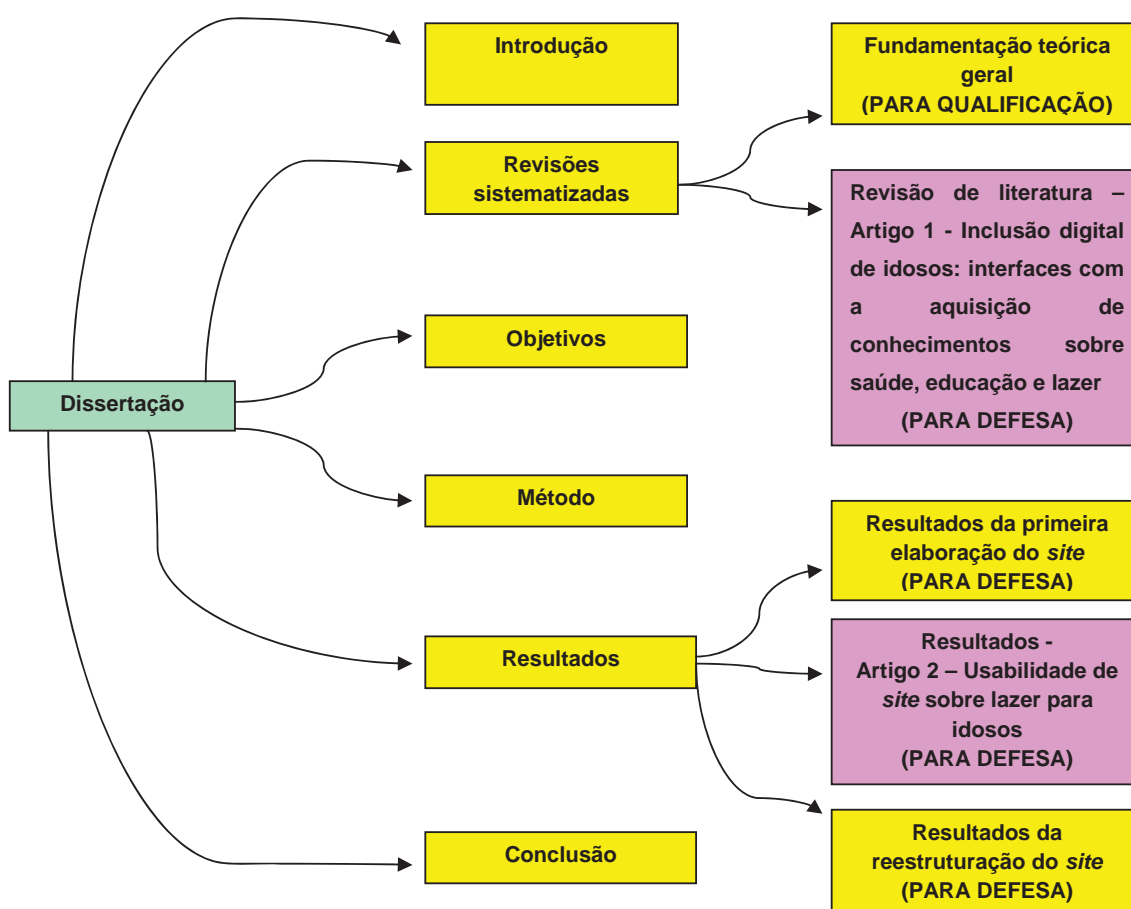 Introdução
Fundamentação teórica
geral
(PARA QUALIFICAÇÃO)
Revisões
sistematizadas
Revisão de literatura –
Artigo 1 - Inclusão digital
de idosos: interfaces com
a aquisição de
conhecimentos sobre
saúde, educação e lazer
(PARA DEFESA)
Objetivos
Dissertação
Método
Resultados da primeira
elaboração do site
(PARA DEFESA)
Resultados
Resultados -
Artigo 2 – Usabilidade de
site sobre lazer para
idosos
(PARA DEFESA)
Conclusão
Resultados da
reestruturação do site
(PARA DEFESA)